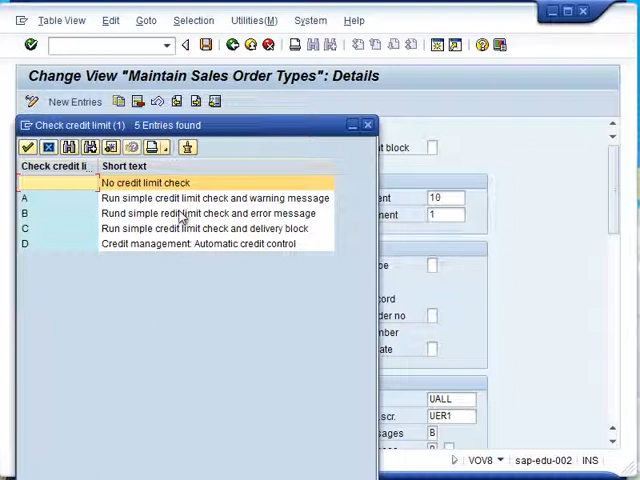 Table View Edit Goto Selection Utilities(M) System Help
Change View "Maintain Sales Order Types": Details
New Entries
Check credit limit (1) 5 Entries found
Check credit li... Short text
No credit limit check
A Run simple credit limit check and warning message
B Rund simple redit limit check and error message
C Run simple credit limit check and delivery block
D Credit management: Automatic credit control
nt block
ent 10
ment 1
pe
cord
der no
mber
ate
UALL
scr. UER1
sages B
VOV8 sap-edu-002 INS